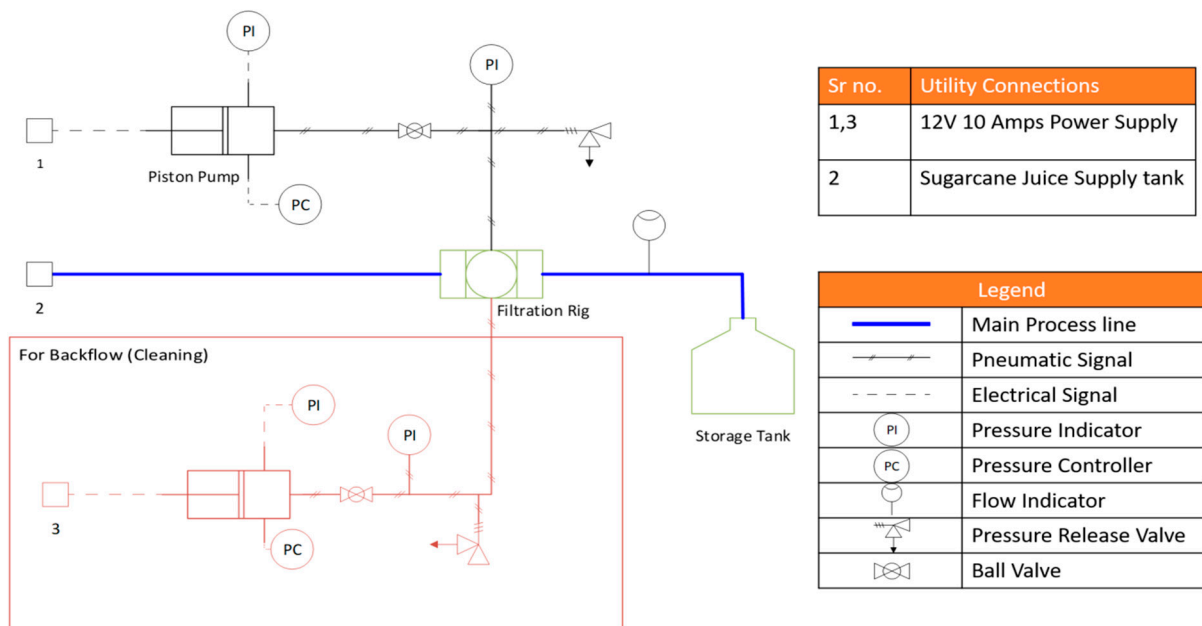 PI
PI
1
Piston Pump
PC
2
Filtration Rig
For Backflow (Cleaning)
PI
PI
3
PC
Storage Tank
Sr no. Utility Connections
1,3 12V 10 Amps Power Supply
2 Sugarcane Juice Supply tank
Legend
Main Process line
Pneumatic Signal
Electrical Signal
PI Pressure Indicator
PC Pressure Controller
Flow Indicator
Pressure Release Valve
Ball Valve